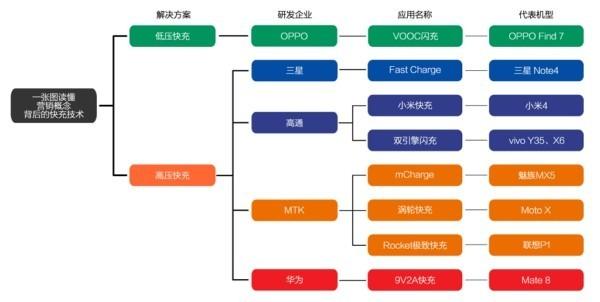 解决方案 研发企业 应用名称 代表机型
低压快充 OPPO VOOC闪充 OPPO Find 7
三星 Fast Charge 三星 Note4
一张图读懂
营销概念
背后的快充技术
小米快充 小米4
高通
双引擎闪充 vivo Y35、X6
高压快充 mCharge 魅族MX5
MTK 涡轮快充 Moto X
Rocket极致快充 联想P1
华为 9V2A快充 Mate 8